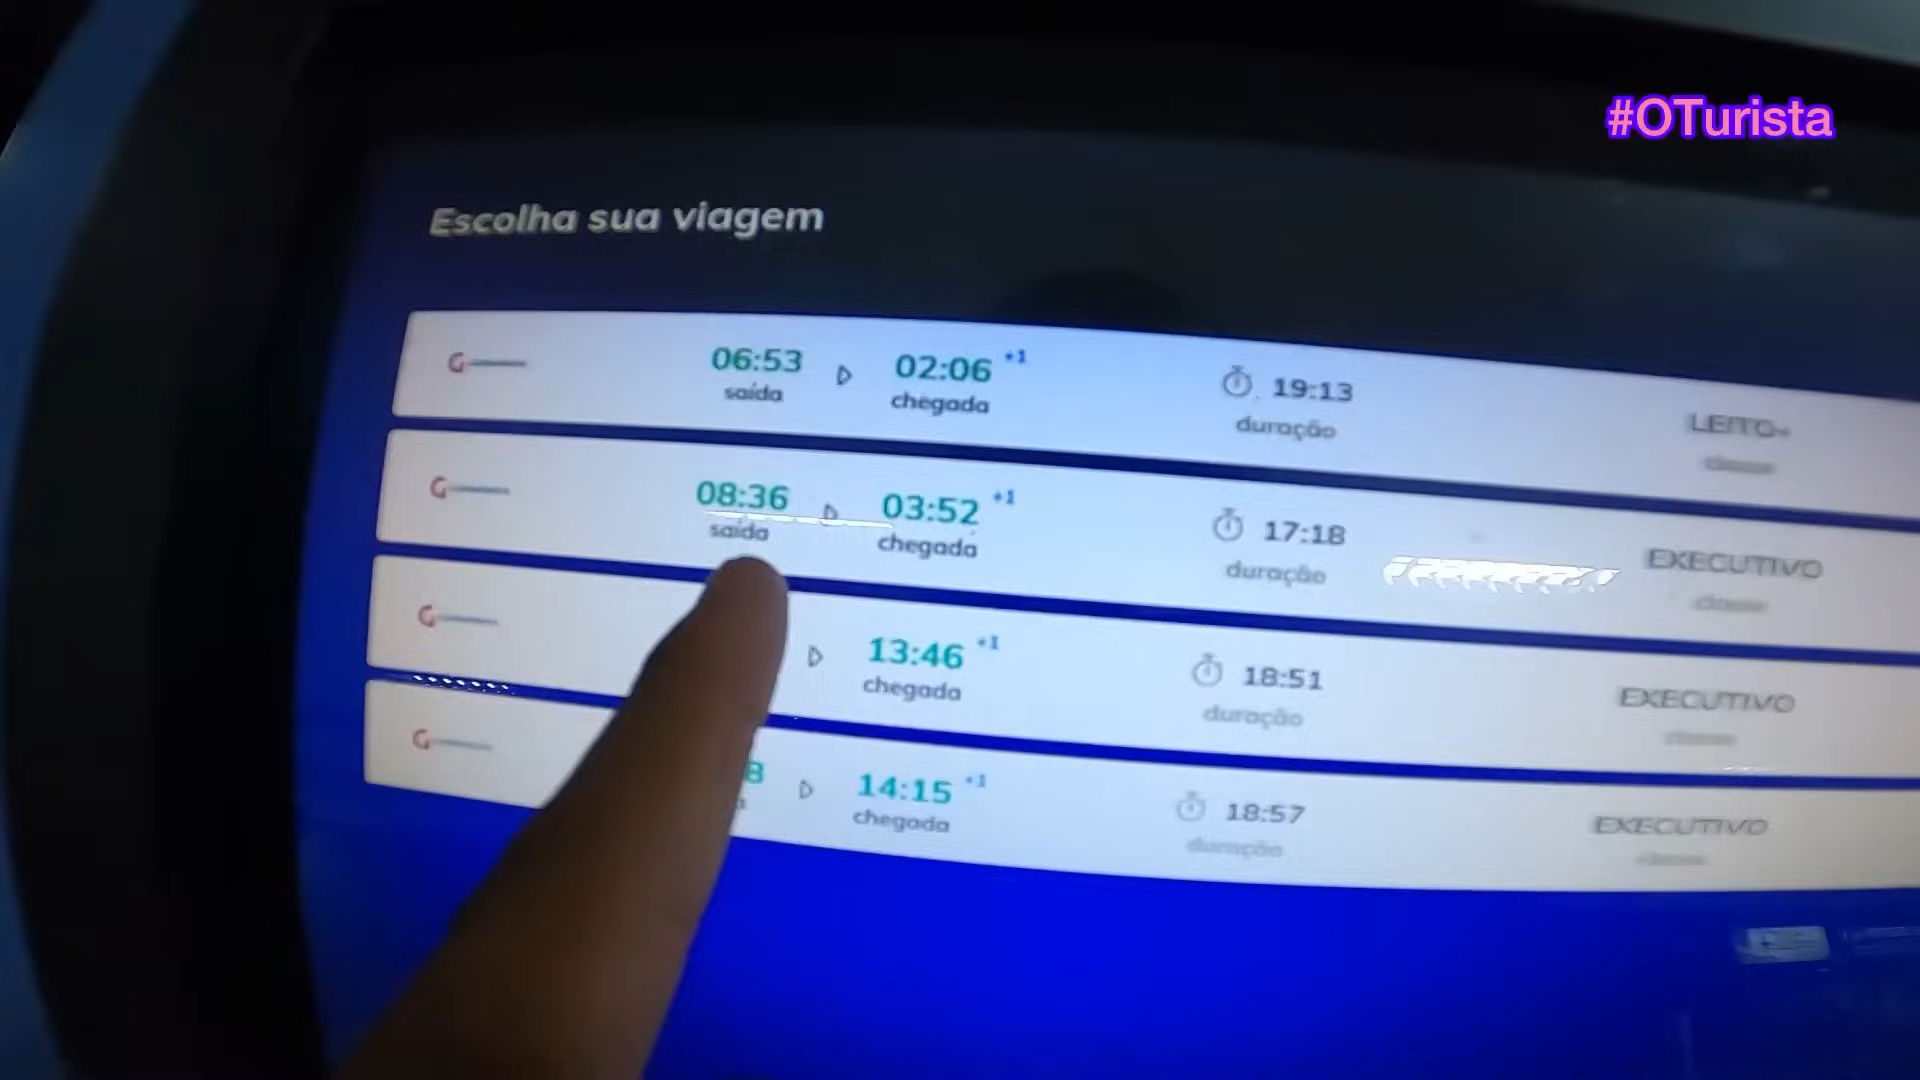 #OTurista
Escolha sua viagem
G 06:53 02:06 +1 19:13 LEITO+
saída chegada duração
G 08:36 03:52 +1 17:18 EXECUTIVO
saída chegada duração
G 13:46 +1 18:51 EXECUTIVO
chegada duração
G 8 14:15 +1 18:57 EXECUTIVO
chegada duração